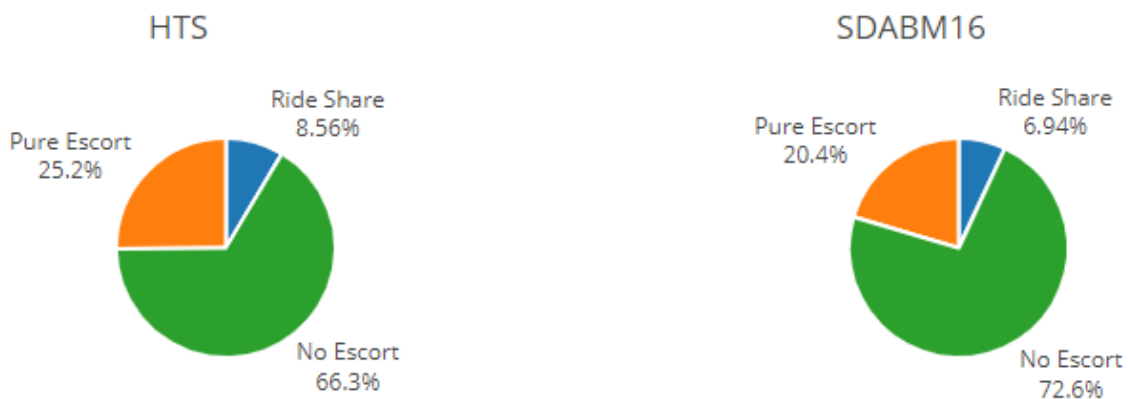 HTS
Ride Share
8.56%
Pure Escort
25.2%
No Escort
66.3%
SDABM16
Ride Share
6.94%
Pure Escort
20.4%
No Escort
72.6%